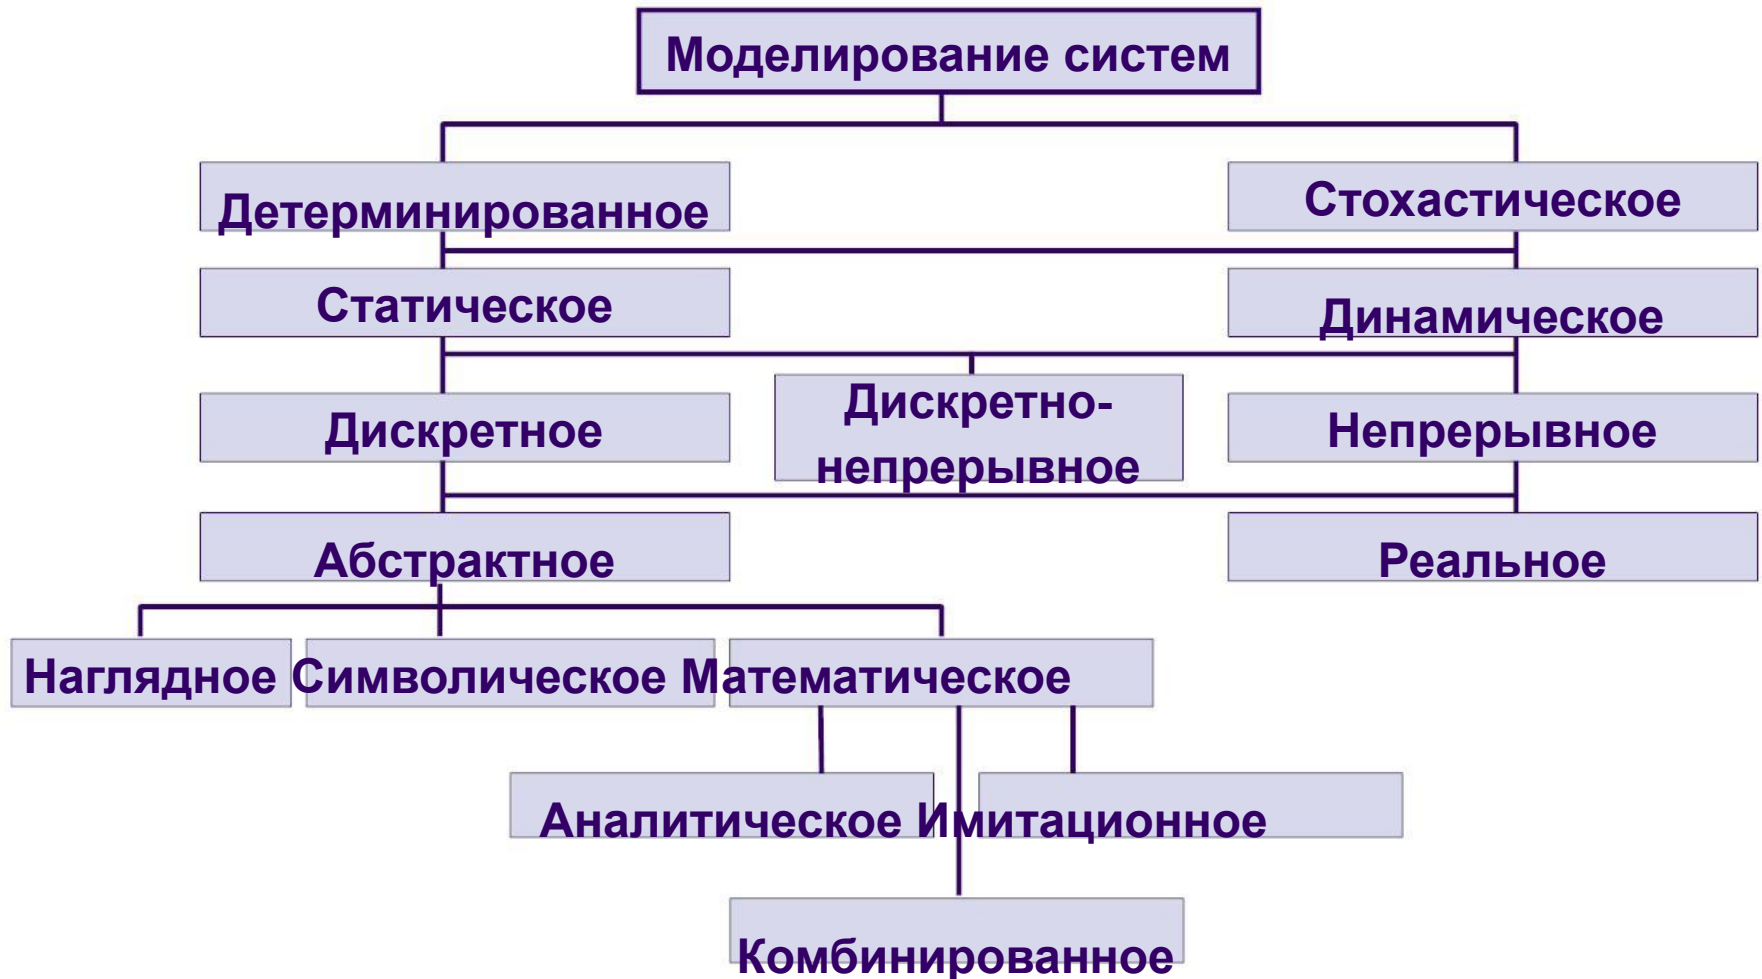 Моделирование систем
Детерминированное
Стохастическое
Статическое
Динамическое
Дискретное
Дискретно-
непрерывное
Непрерывное
Абстрактное
Реальное
Наглядное
Символическое
Математическое
Аналитическое
Имитационное
Комбинированное